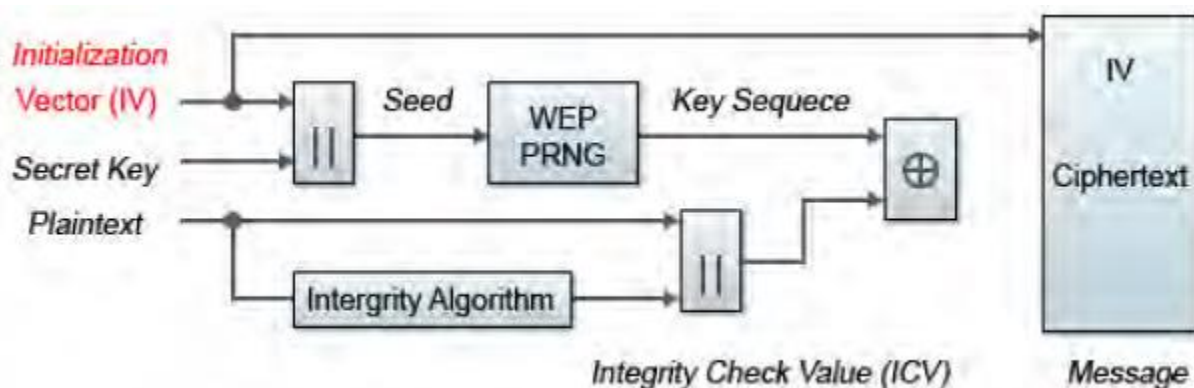 Initialization
Vector (IV)
Secret Key
Plaintext
||
Seed
WEP
PRNG
Key Sequece
⊕
Intergrity Algorithm
||
Integrity Check Value (ICV)
IV
Ciphertext
Message